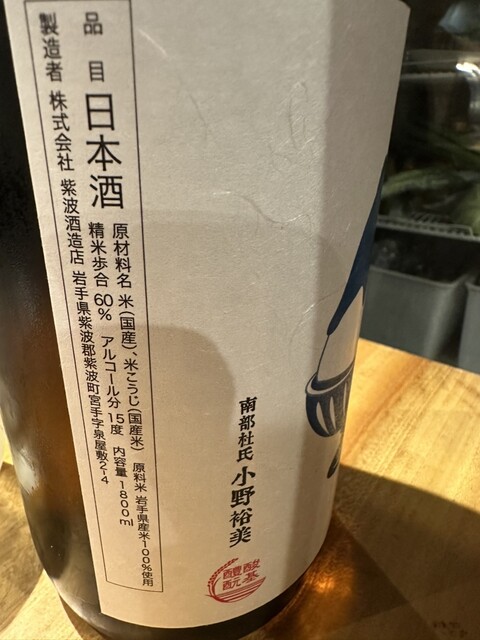 品目 日本酒
原材料名 米(国産)、米こうじ(国産米) 原料米 岩手県産米100%使用
精米歩合 60% アルコール分 15度 内容量 1800ml
製造者 株式会社 紫波酒造店 岩手県紫波郡紫波町宮手字泉屋敷2-4
南部杜氏 小野裕美
酸基
醴酛